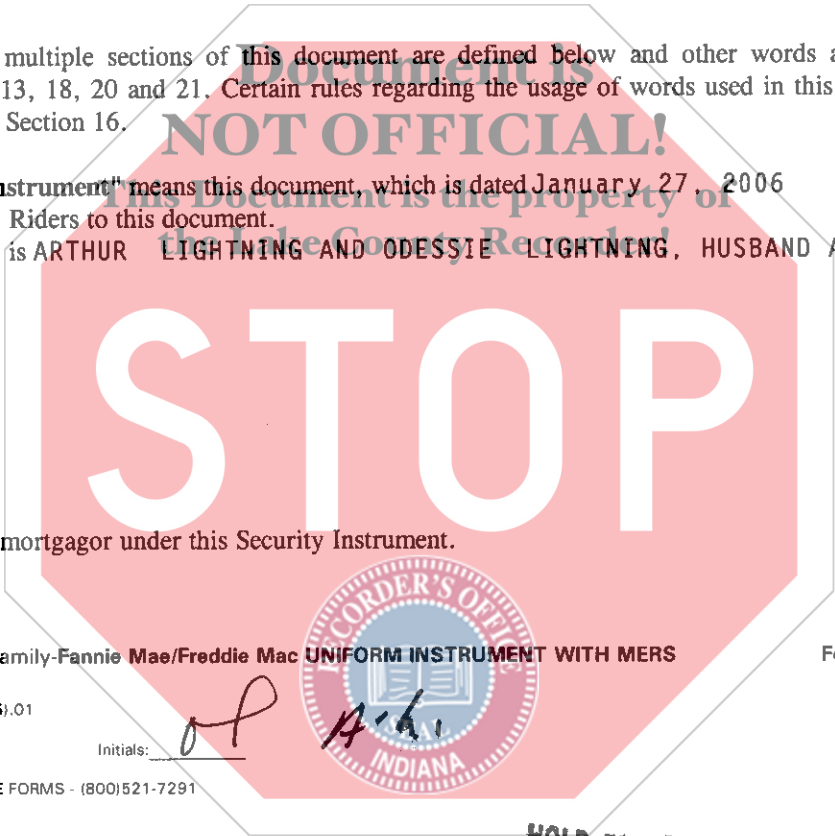 multiple sections of this document are defined below and other words a
Document is
13, 18, 20 and 21. Certain rules regarding the usage of words used in this
Section 16.
NOT OFFICIAL!
nstrument" means this document, which is dated January 27, 2006
This Document is the property of
Riders to this document.
the Lake County Recorder!
is ARTHUR LIGHTNING AND ODESSIE LIGHTNING, HUSBAND A
STOP
mortgagor under this Security Instrument.
RECORDER'S OFFICE
amily-Fannie Mae/Freddie Mac UNIFORM INSTRUMENT WITH MERS
Fo
).01
Initials:
SEAL
INDIANA
E FORMS - (800)521-7291
HOLD